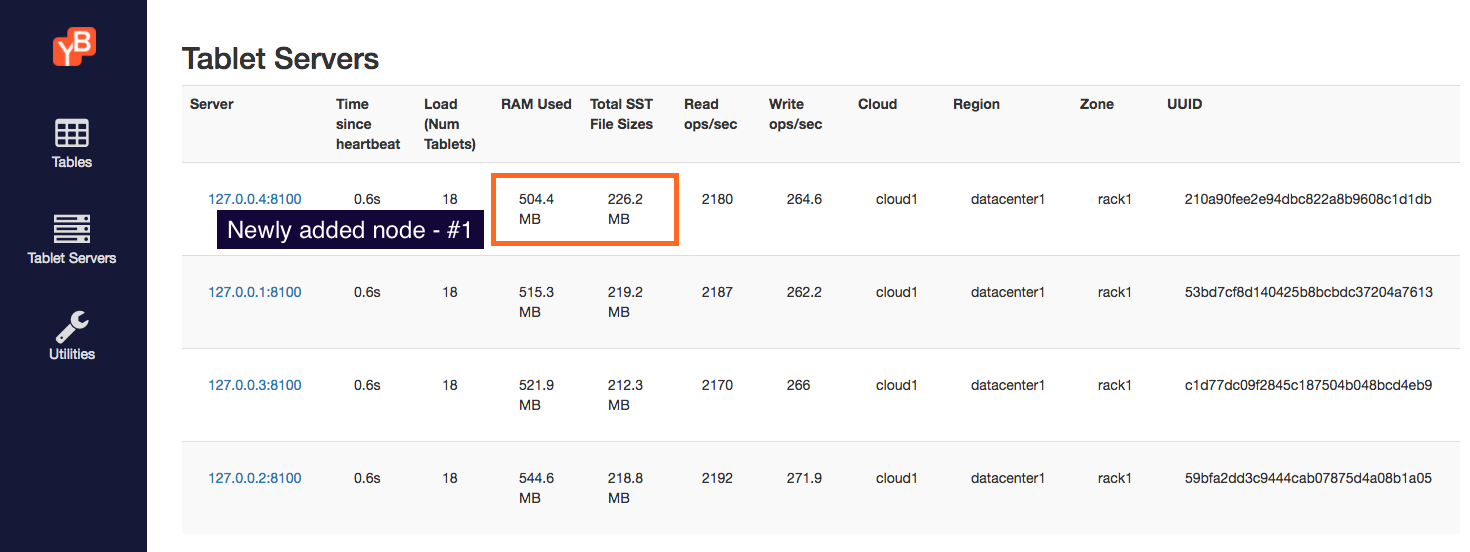 YB
Tables
Tablet Servers
Utilities
Tablet Servers
Server Time since heartbeat Load (Num Tablets) RAM Used Total SST File Sizes Read ops/sec Write ops/sec Cloud Region Zone UUID
127.0.0.4:8100 0.6s 18 504.4 MB 226.2 MB 2180 264.6 cloud1 datacenter1 rack1 210a90fee2e94dbc822a8b9608c1d1db
Newly added node - #1
127.0.0.1:8100 0.6s 18 515.3 MB 219.2 MB 2187 262.2 cloud1 datacenter1 rack1 53bd7cf8d140425b8bcbdc37204a7613
127.0.0.3:8100 0.6s 18 521.9 MB 212.3 MB 2170 266 cloud1 datacenter1 rack1 c1d77dc09f2845c187504b048bcd4eb9
127.0.0.2:8100 0.6s 18 544.6 MB 218.8 MB 2192 271.9 cloud1 datacenter1 rack1 59bfa2dd3c9444cab07875d4a08b1a05